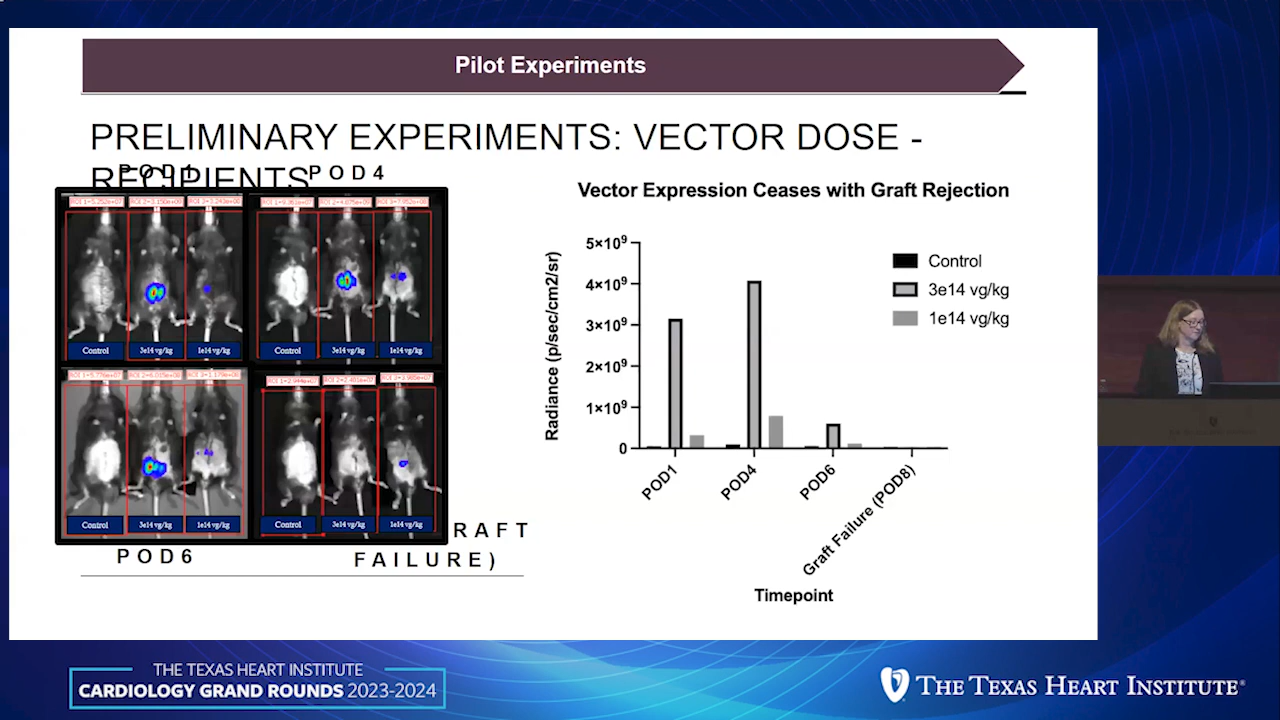 Pilot Experiments
PRELIMINARY EXPERIMENTS: VECTOR DOSE -
RECIPIENTS
POD1
POD4
Control
3e14 vg/kg
1e14 vg/kg
Control
3e14 vg/kg
1e14 vg/kg
Control
3e14 vg/kg
1e14 vg/kg
Control
3e14 vg/kg
1e14 vg/kg
POD6
RAFT
FAILURE)
Vector Expression Ceases with Graft Rejection
Radiance (p/sec/cm2/sr)
5×10⁹
4×10⁹
3×10⁹
2×10⁹
1×10⁹
0
Control
3e14 vg/kg
1e14 vg/kg
POD1
POD4
POD6
Graft Failure (POD8)
Timepoint
THE TEXAS HEART INSTITUTE
CARDIOLOGY GRAND ROUNDS 2023-2024
THE TEXAS HEART INSTITUTE®